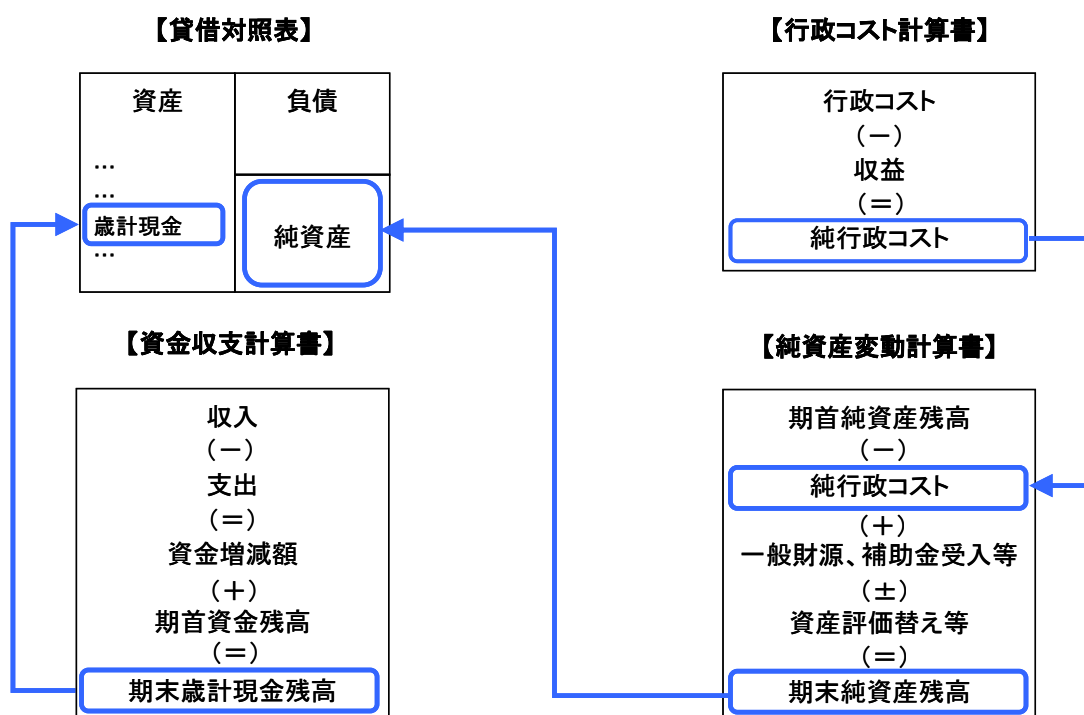 【貸借対照表】
資産
負債
…
…
歳計現金
…
純資産
【行政コスト計算書】
行政コスト
（－）
収益
（＝）
純行政コスト
【資金収支計算書】
収入
（－）
支出
（＝）
資金増減額
（＋）
期首資金残高
（＝）
期末歳計現金残高
【純資産変動計算書】
期首純資産残高
（－）
純行政コスト
（＋）
一般財源、補助金受入等
（±）
資産評価替え等
（＝）
期末純資産残高